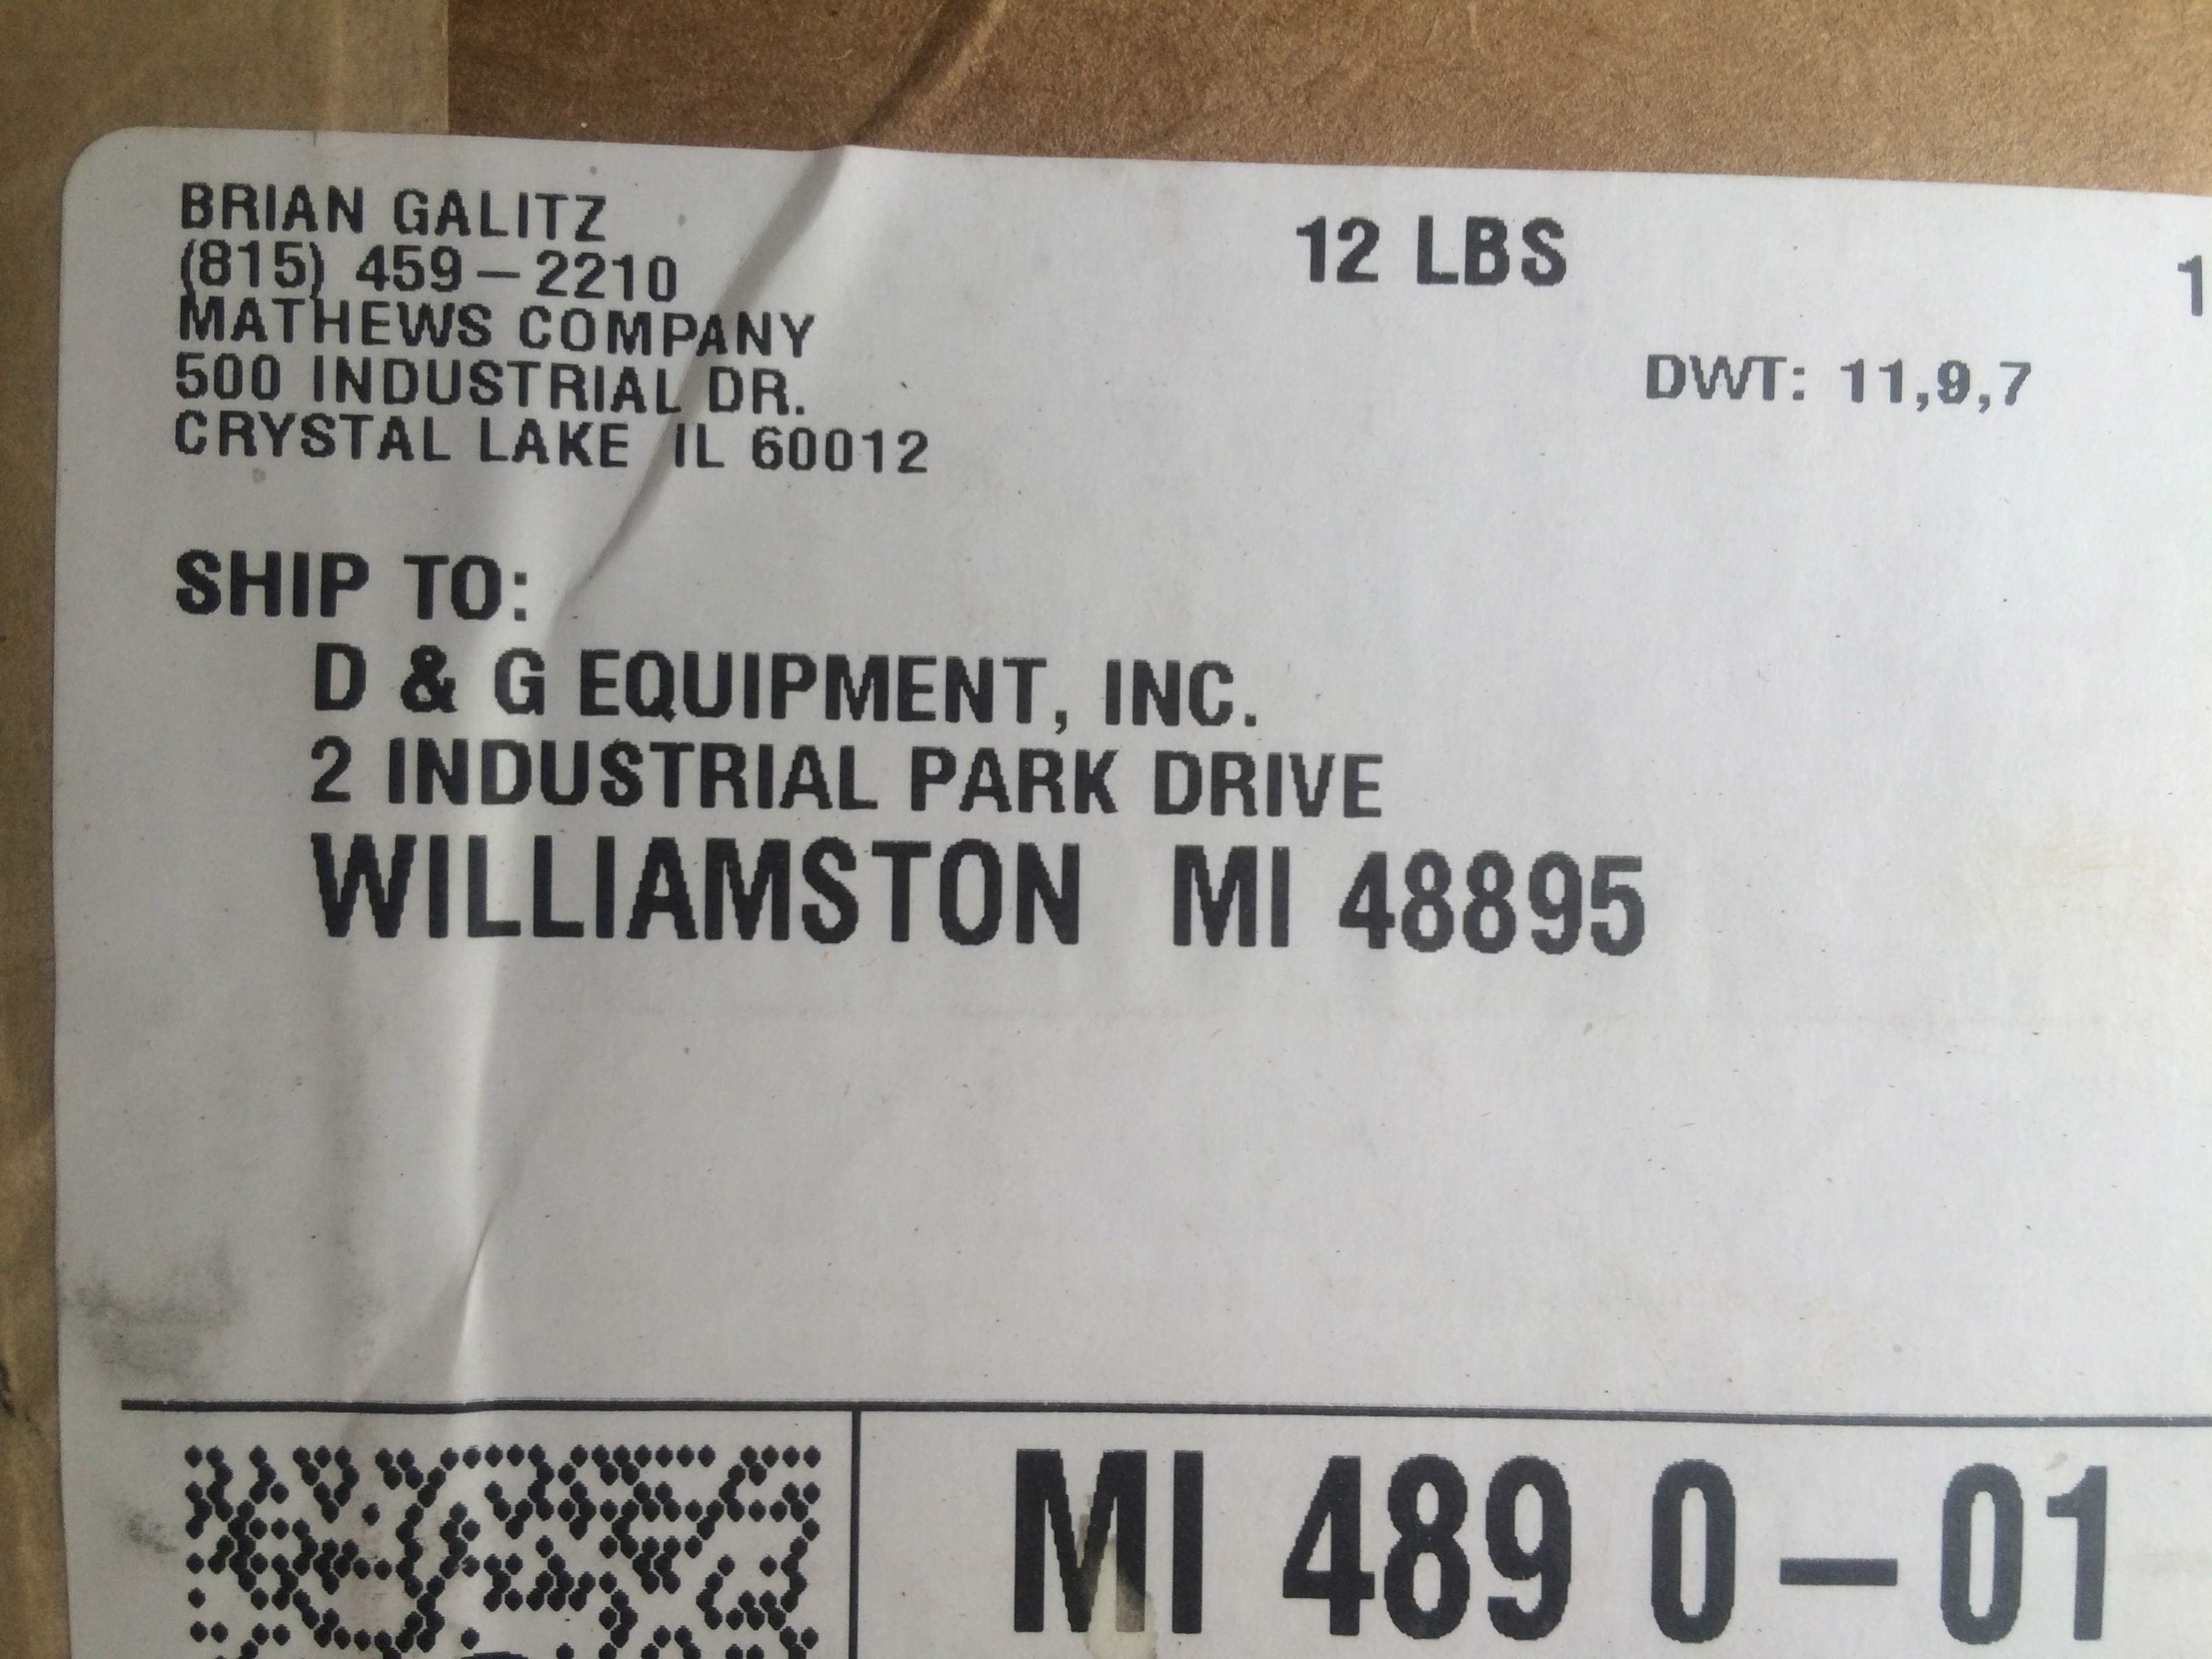 BRIAN GALITZ
(815) 459-2210
MATHEWS COMPANY
500 INDUSTRIAL DR.
CRYSTAL LAKE IL 60012
12 LBS
1
DWT: 11,9,7
SHIP TO:
D & G EQUIPMENT, INC.
2 INDUSTRIAL PARK DRIVE
WILLIAMSTON MI 48895
MI 489 0-01